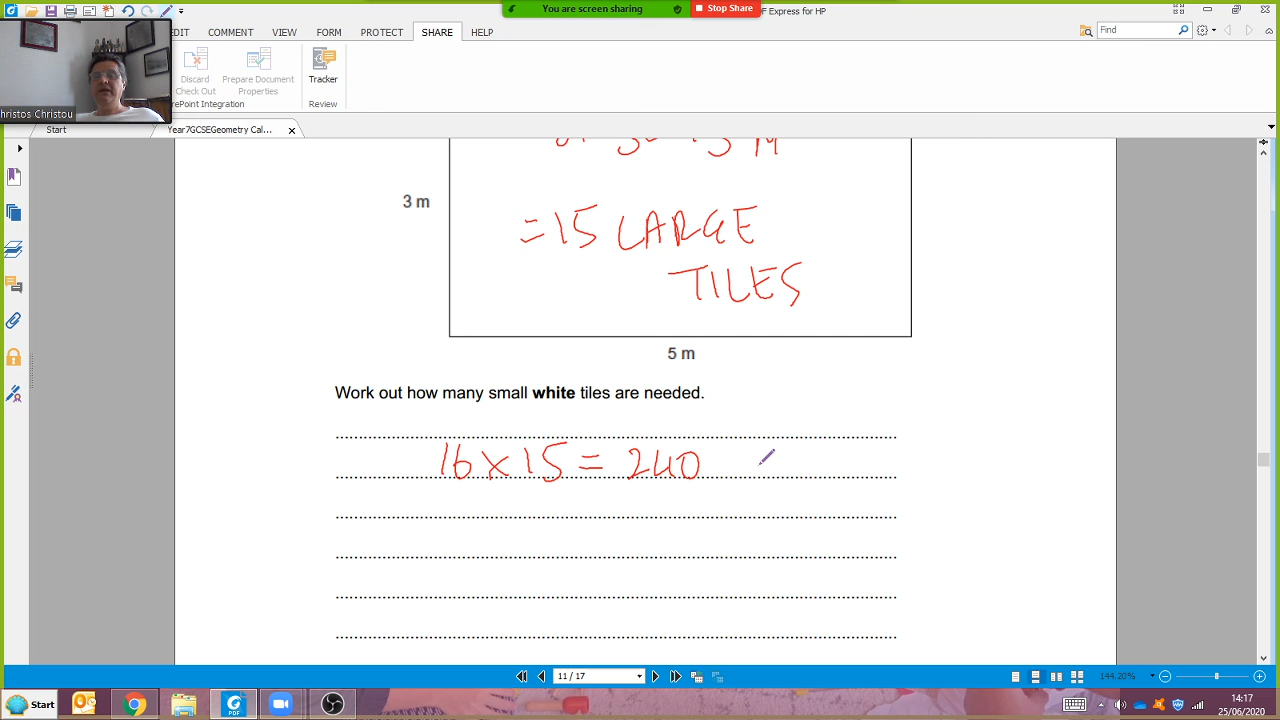 You are screen sharing
Stop Share
F Express for HP
EDIT COMMENT VIEW FORM PROTECT SHARE HELP
Find
Discard Check Out
Prepare Document Properties
Tracker
rePoint Integration
Review
hristos Christou
Start
Year7GCSEGeometry Cal...
3 m
= 15 LARGE
TILES
5 m
Work out how many small white tiles are needed.
16 x 15 = 240
11 / 17
144.20%
Start
PDF
14:17
25/06/2020